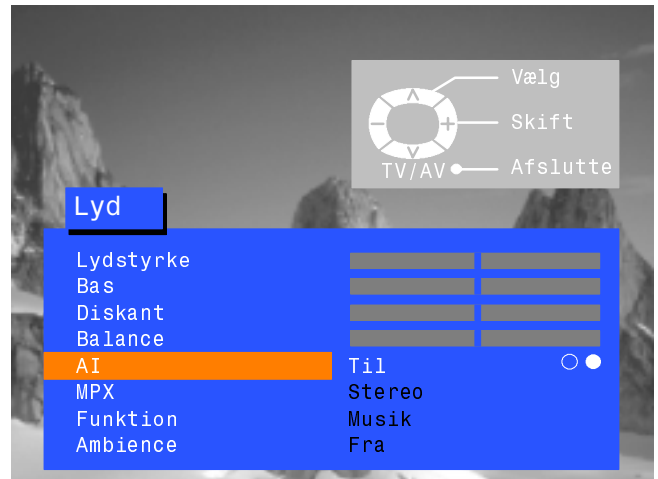 Vælg
Skift
TV/AV Afslutte
Lyd
Lydstyrke
Bas
Diskant
Balance
AI Til
MPX Stereo
Funktion Musik
Ambience Fra